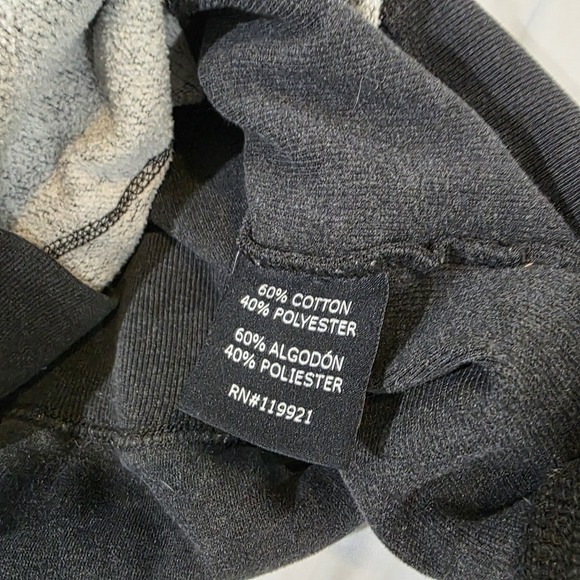 60% COTTON
40% POLYESTER
60% ALGODÓN
40% POLIESTER
RN#119921